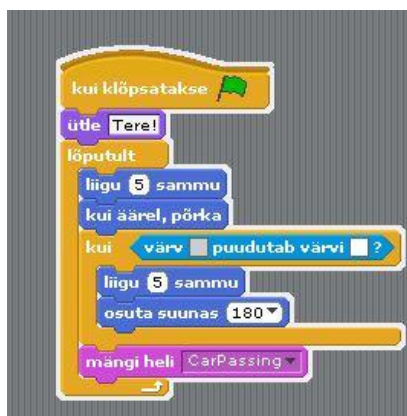 kui klõpsatakse
ütle Tere!
lõputult
liigu 5 sammu
kui äärel, põrka
kui värv puudutab värvi ?
liigu 5 sammu
osuta suunas 180
mängi heli CarPassing